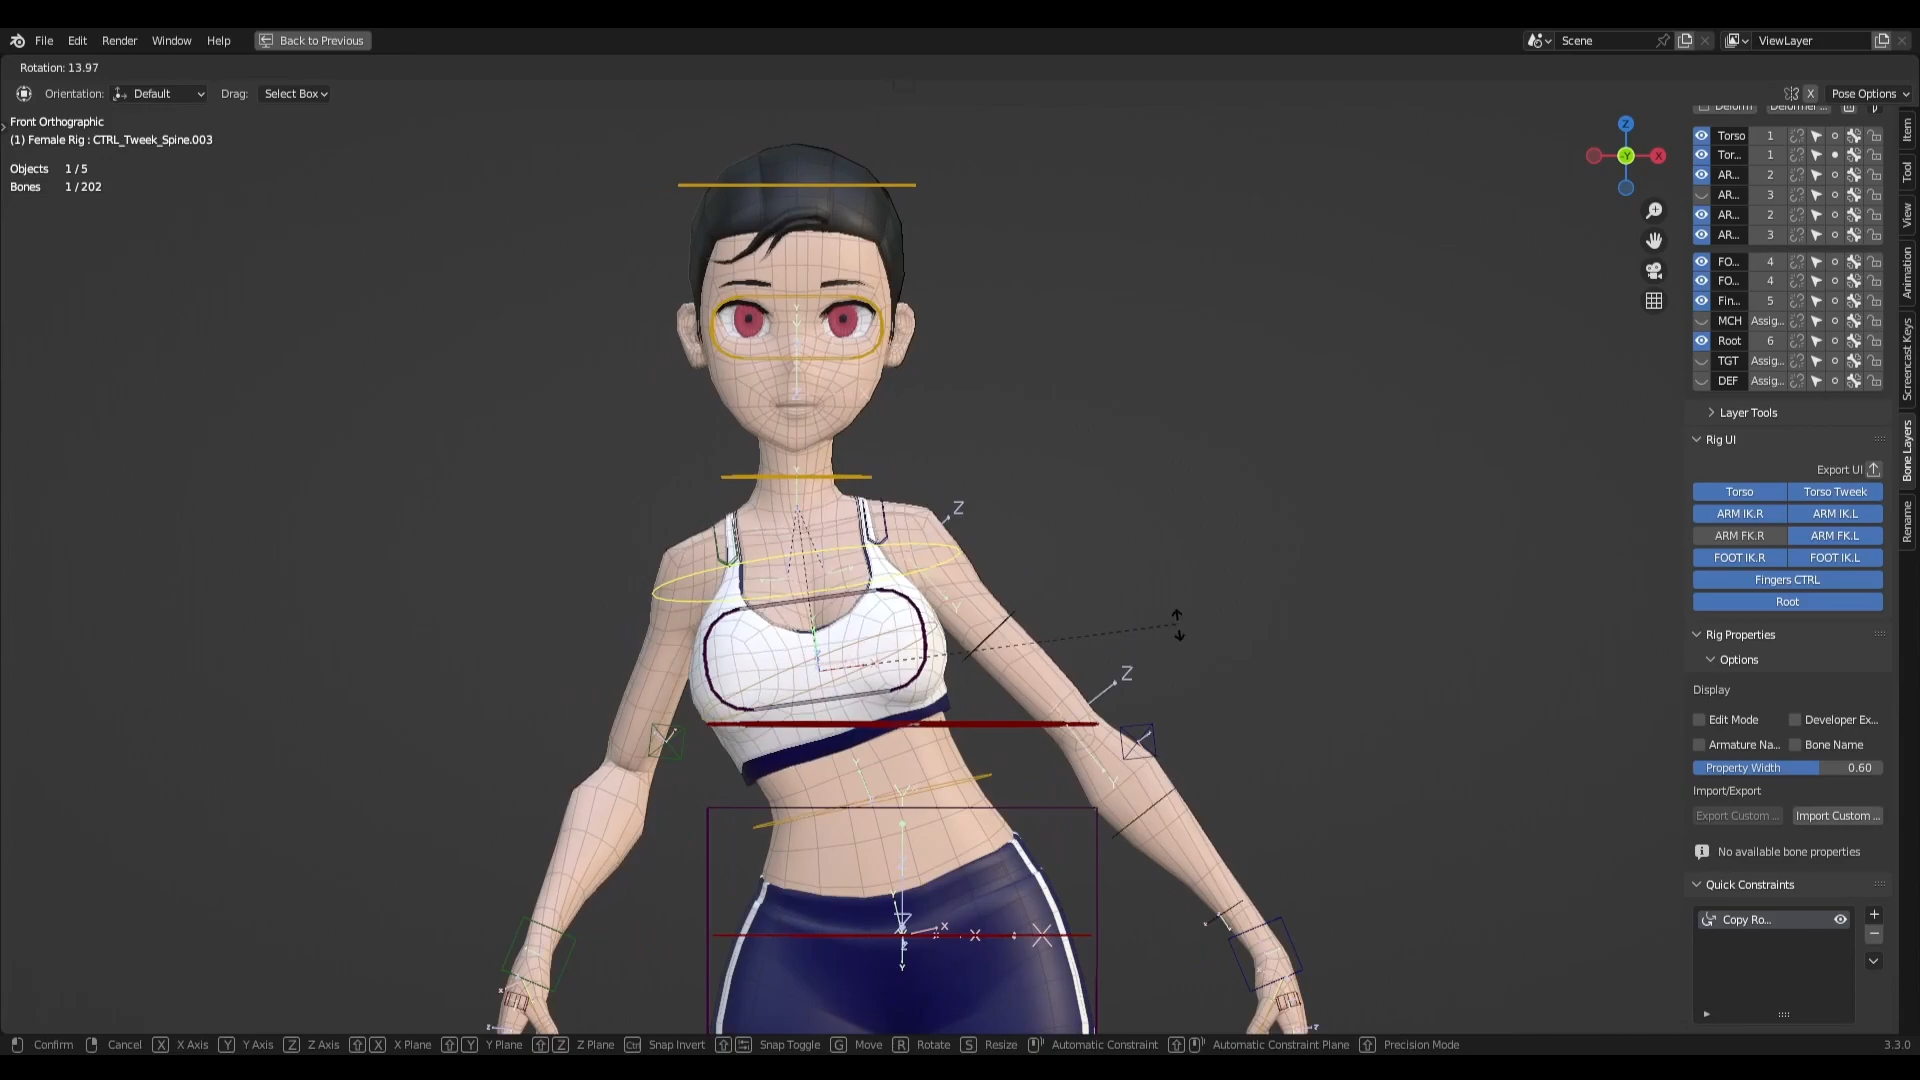 File Edit Render Window Help Back to Previous Scene ViewLayer
Rotation: 13.97
Orientation: Default Drag: Select Box X Pose Options
Front Orthographic
(1) Female Rig : CTRL_Tweek_Spine.003
Objects 1 / 5
Bones 1 / 202
Z
-Y X
Deform Deformer ...
Torso 1
Tor... 1
AR... 2
AR... 3
AR... 2
AR... 3
FO... 4
FO... 4
Fin... 5
MCH Assig...
Root 6
TGT Assig...
DEF Assig...
Layer Tools
Rig UI
Export UI
Torso Torso Tweek
ARM IK.R ARM IK.L
ARM FK.R ARM FK.L
FOOT IK.R FOOT IK.L
Fingers CTRL
Root
Rig Properties
Options
Display
Edit Mode Developer Ex...
Armature Na... Bone Name
Property Width 0.60
Import/Export
Export Custom ... Import Custom ...
No available bone properties
Quick Constraints
Copy Ro...
Item
Tool
View
Animation
Screencast Keys
Bone Layers
Rename
Z
Y
Z
Y
Confirm Cancel X X Axis Y Y Axis Z Z Axis X X Plane Y Y Plane Z Z Plane Ctrl Snap Invert Snap Toggle G Move R Rotate S Resize Automatic Constraint Automatic Constraint Plane Precision Mode 3.3.0